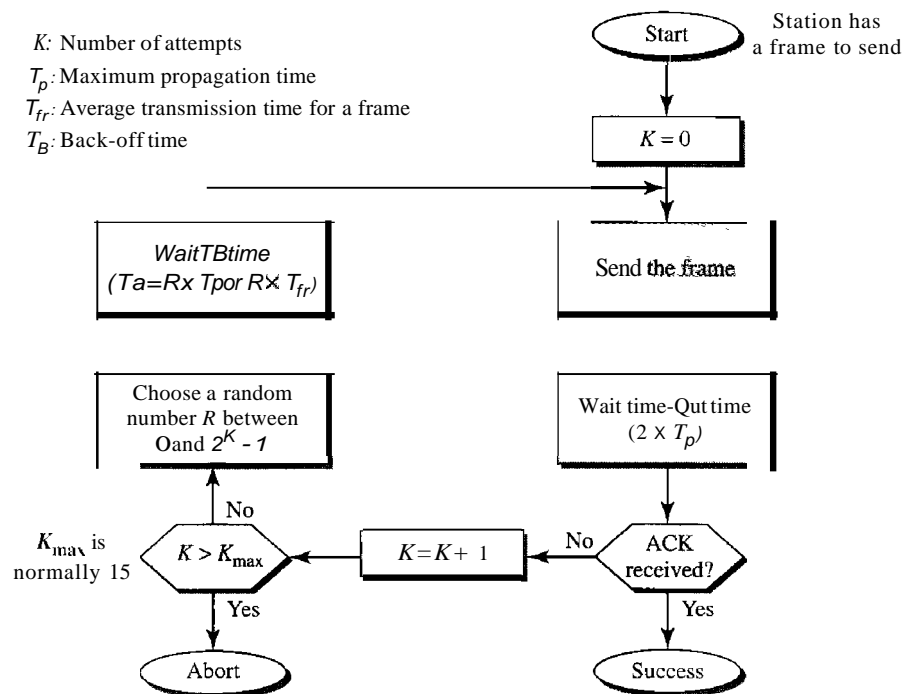 K: Number of attempts
Tp: Maximum propagation time
Tfr: Average transmission time for a frame
TB: Back-off time
Start
Station has
a frame to send
K = 0
WaitTBtime
(Ta=Rx Tpor R× Tfr)
Send the frame
Choose a random
number R between
0and 2^K - 1
Wait time-Qut time
(2 × Tp)
No
Kmax is
normally 15
K > Kmax
K = K + 1
No
ACK
received?
Yes
Yes
Abort
Success